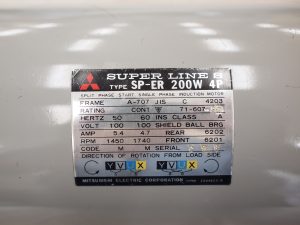 SUPER LINE S
TYPE SP-ER 200W 4P
SPLIT PHASE START SINGLE PHASE INDUCTION MOTOR
FRAME A-707 JIS C 4203
RATING CONT 71-607
HERTZ 50 60 INS CLASS A
VOLT 100 100 SHIELD BALL BRG
AMP 5.4 4.7 REAR 6202
RPM 1450 1740 FRONT 6201
CODE M M SERIAL
DIRECTION OF ROTATION FROM LOAD SIDE
Y V U X Y V U X
MITSUBISHI ELECTRIC CORPORATION